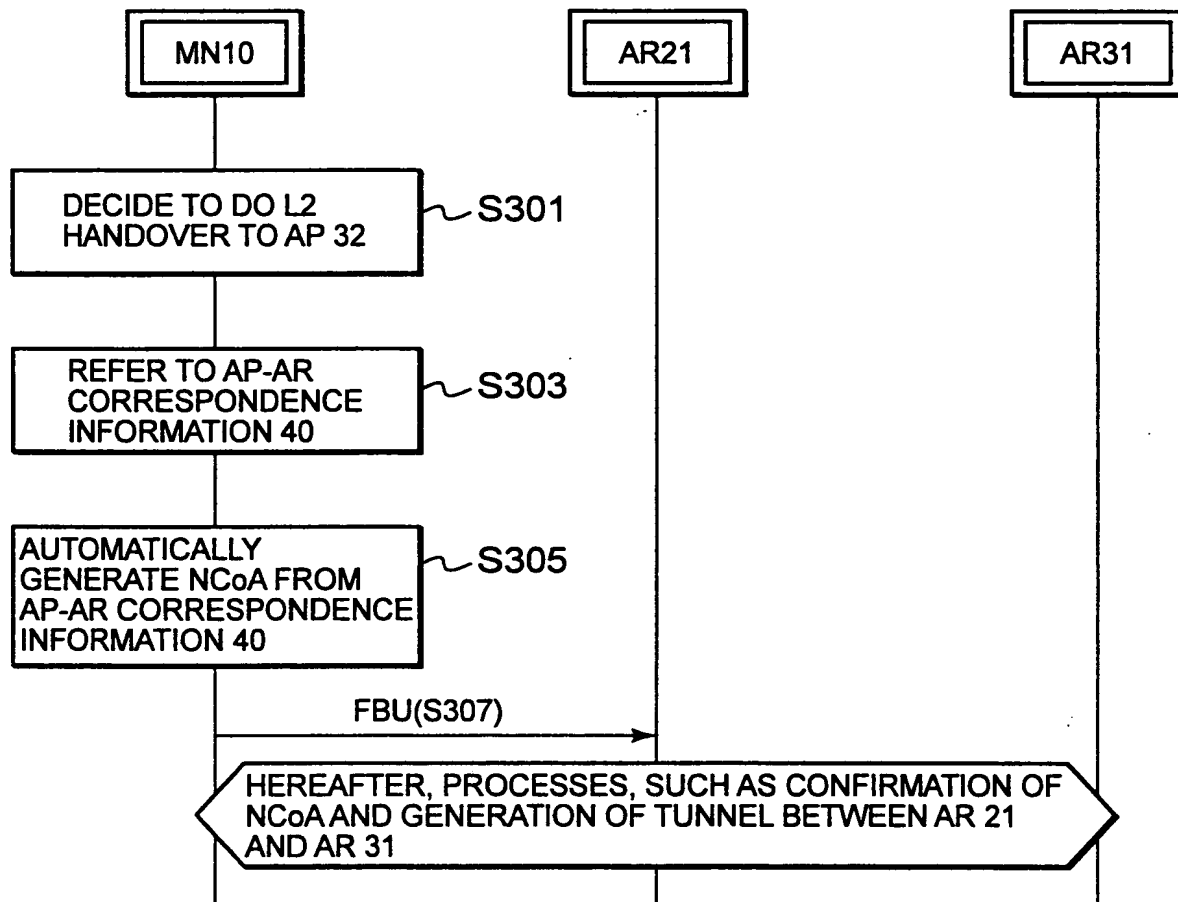 MN10
AR21
AR31
DECIDE TO DO L2
HANDOVER TO AP 32
S301
REFER TO AP-AR
CORRESPONDENCE
INFORMATION 40
S303
AUTOMATICALLY
GENERATE NCoA FROM
AP-AR CORRESPONDENCE
INFORMATION 40
S305
FBU(S307)
HEREAFTER, PROCESSES, SUCH AS CONFIRMATION OF
NCoA AND GENERATION OF TUNNEL BETWEEN AR 21
AND AR 31